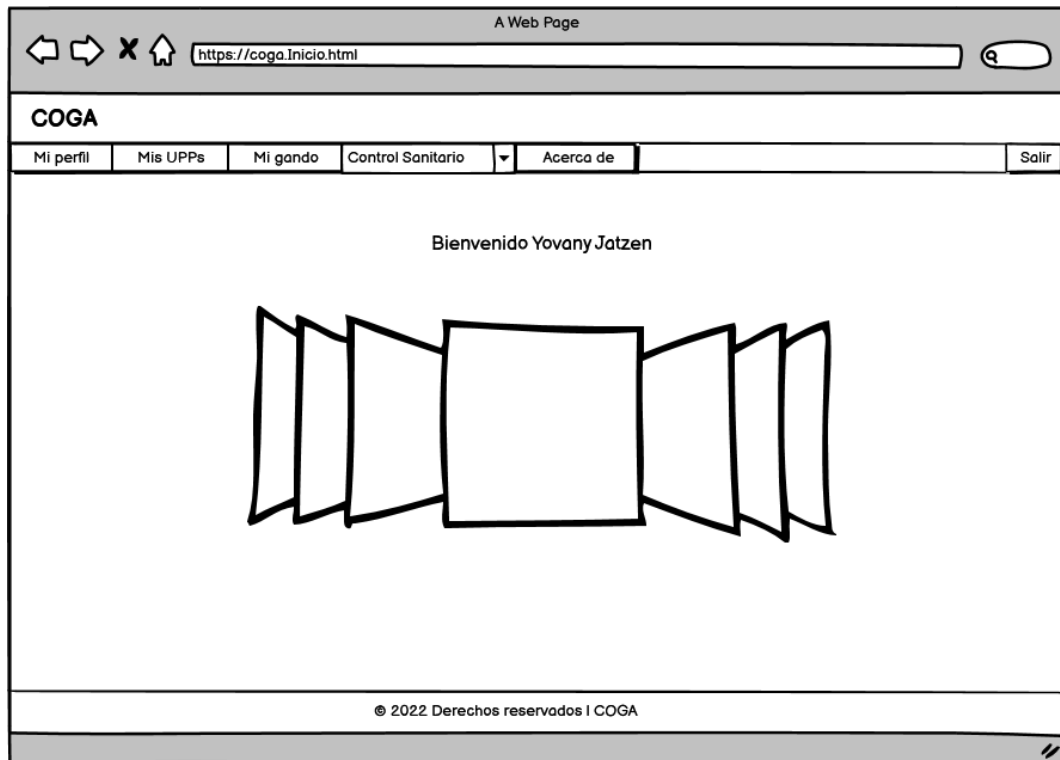 A Web Page
https://coga.Inicio.html
COGA
Mi perfil Mis UPPs Mi gando Control Sanitario Acerca de Salir
Bienvenido Yovany Jatzen
© 2022 Derechos reservados | COGA